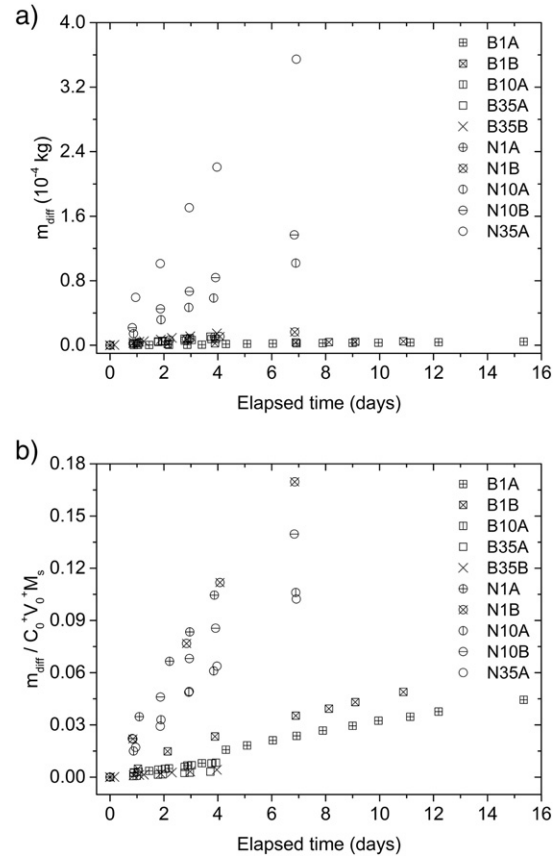 a)
4.0
3.2
2.4
1.6
0.8
0.0
m_diff (10^-4 kg)
B1A
B1B
B10A
B35A
B35B
N1A
N1B
N10A
N10B
N35A
0 2 4 6 8 10 12 14 16
Elapsed time (days)
b)
0.18
0.15
0.12
0.09
0.06
0.03
0.00
m_diff / C_0^+V_0^+M_s
B1A
B1B
B10A
B35A
B35B
N1A
N1B
N10A
N10B
N35A
0 2 4 6 8 10 12 14 16
Elapsed time (days)